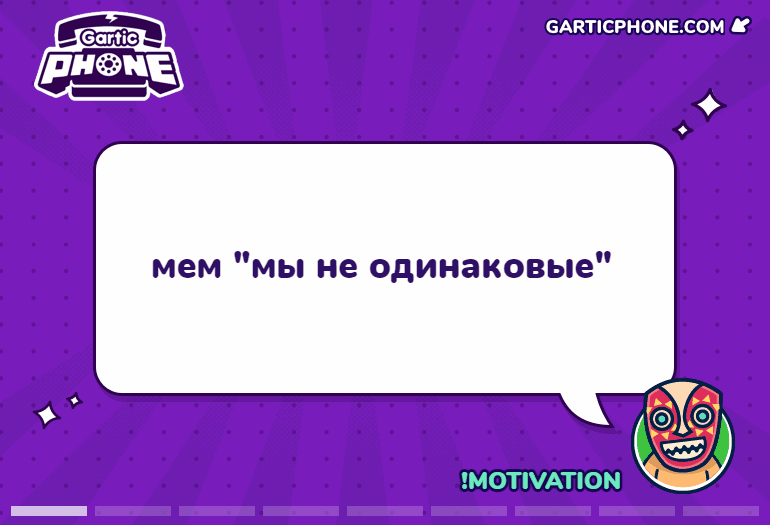 Gartic
PHONE
GARTICPHONE.COM
мем "мы не одинаковые"
!MOTIVATION